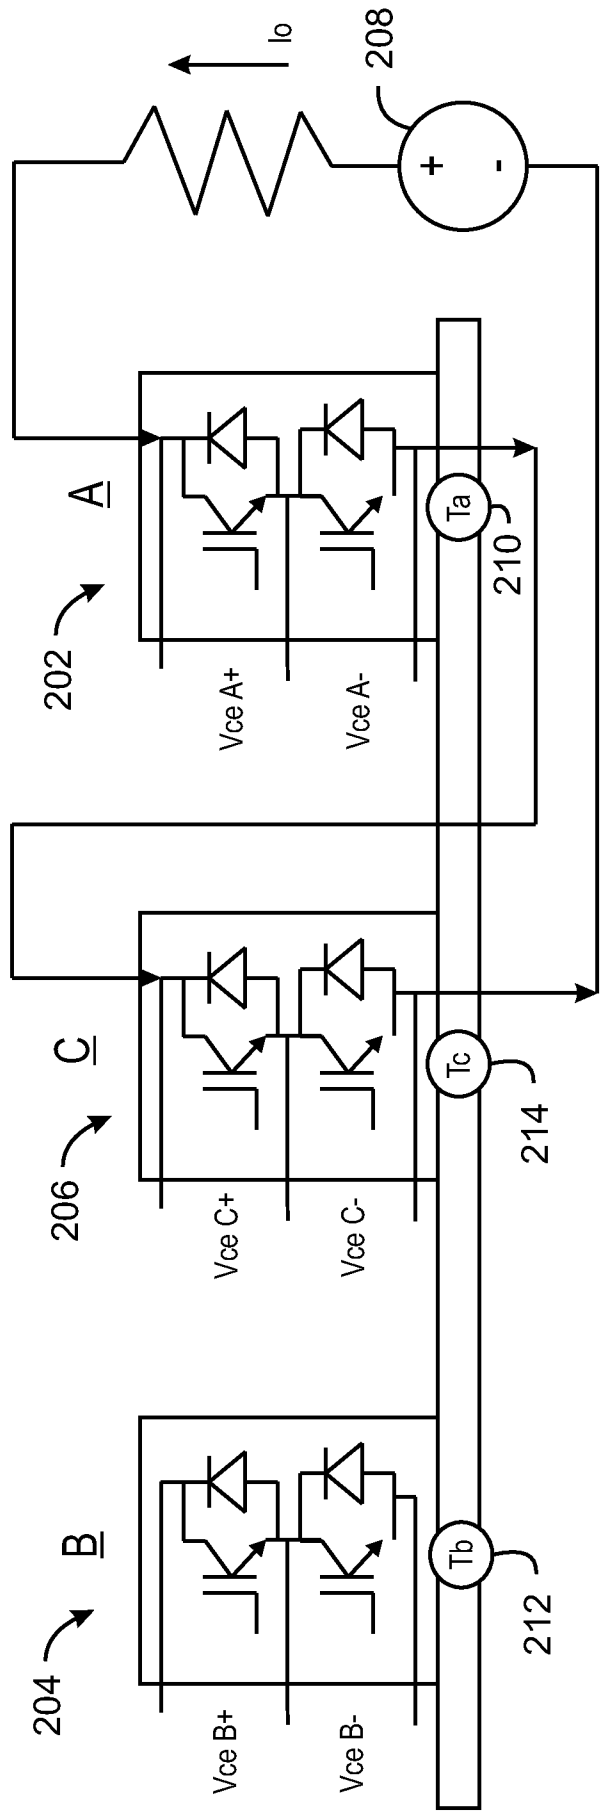 Io
208
+
-
A
202
Vce A+
Vce A-
Ta
210
C
206
Vce C+
Vce C-
Tc
214
B
204
Vce B+
Vce B-
Tb
212